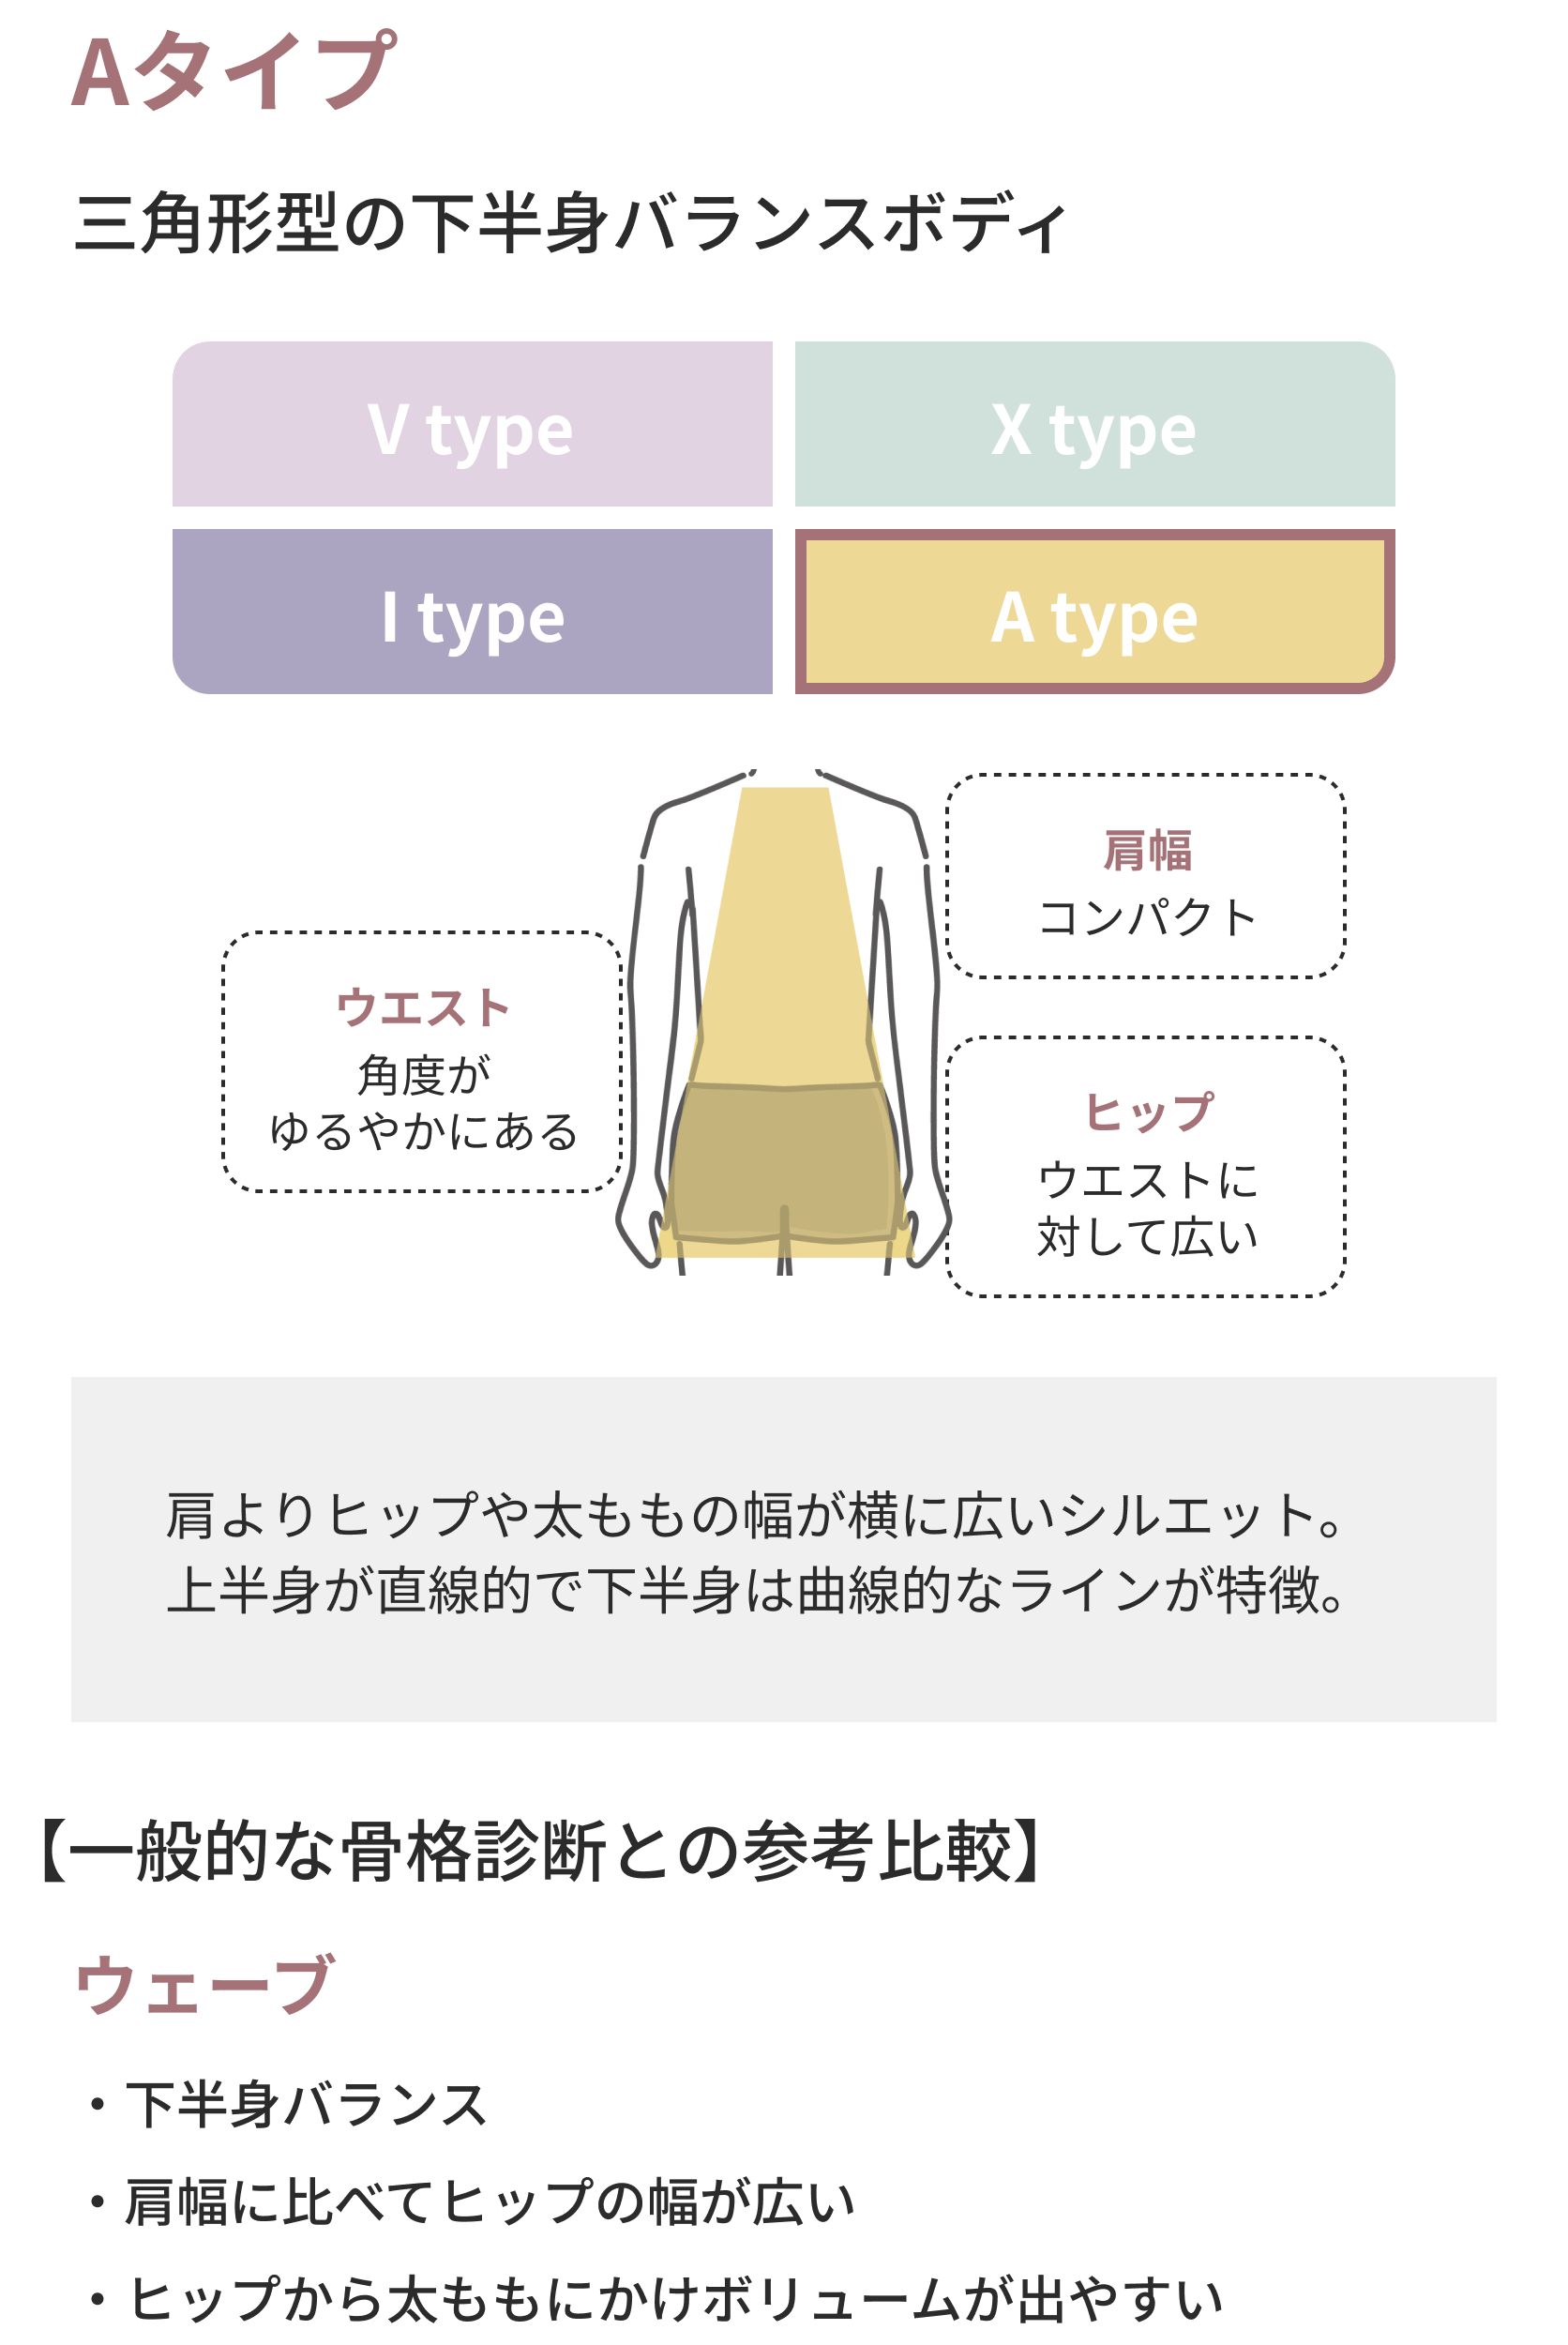 Aタイプ
三角形型の下半身バランスボディ
V type
X type
I type
A type
肩幅
コンパクト
ウエスト
角度が
ゆるやかにある
ヒップ
ウエストに
対して広い
肩よりヒップや太ももの幅が横に広いシルエット。
上半身が直線的で下半身は曲線的なラインが特徴。
【一般的な骨格診断との参考比較】
ウェーブ
・下半身バランス
・肩幅に比べてヒップの幅が広い
・ヒップから太ももにかけボリュームが出やすい